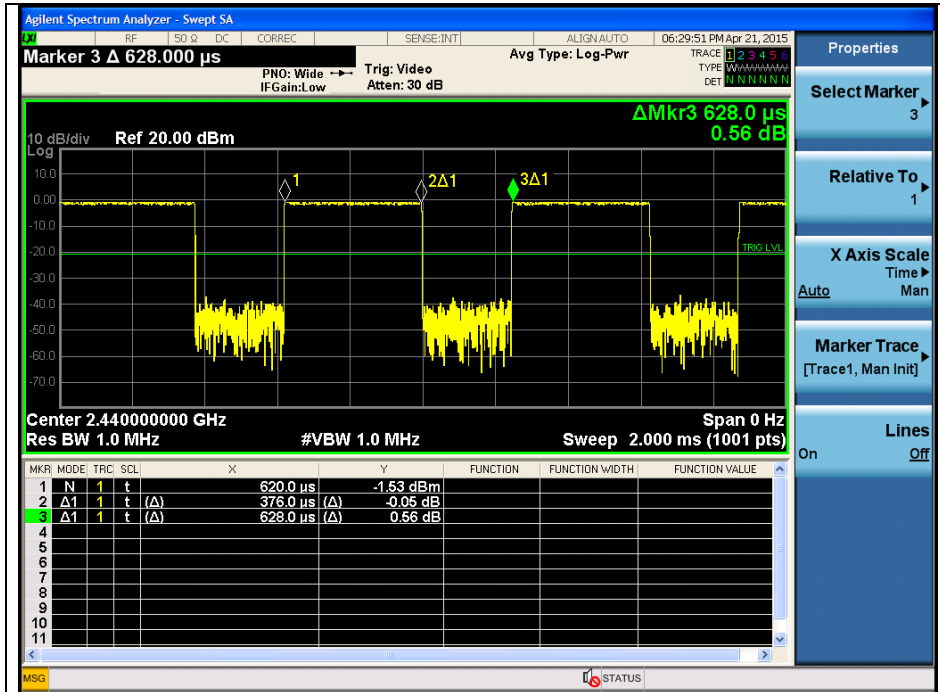 Agilent Spectrum Analyzer - Swept SA
LXI RF 50 Ω DC CORREC SENSE:INT ALIGN AUTO 06:29:51 PM Apr 21, 2015
Marker 3 Δ 628.000 µs
PNO: Wide
IFGain:Low
Trig: Video
Atten: 30 dB
Avg Type: Log-Pwr
TRACE 1 2 3 4 5 6
TYPE WWWWWW
DET N N N N N N
ΔMkr3 628.0 µs
0.56 dB
10 dB/div Ref 20.00 dBm
Log
10.0
0.00
-10.0
-20.0
-30.0
-40.0
-50.0
-60.0
-70.0
1
2Δ1
3Δ1
TRIG LVL
Center 2.440000000 GHz Span 0 Hz
Res BW 1.0 MHz #VBW 1.0 MHz Sweep 2.000 ms (1001 pts)
MKR MODE TRC SCL X Y FUNCTION FUNCTION WIDTH FUNCTION VALUE
1 N 1 t 620.0 µs -1.53 dBm
2 Δ1 1 t (Δ) 376.0 µs (Δ) -0.05 dB
3 Δ1 1 t (Δ) 628.0 µs (Δ) 0.56 dB
4
5
6
7
8
9
10
11
MSG STATUS
Properties
Select Marker
3
Relative To
1
X Axis Scale
Time
Auto Man
Marker Trace
[Trace1, Man Init]
Lines
On Off